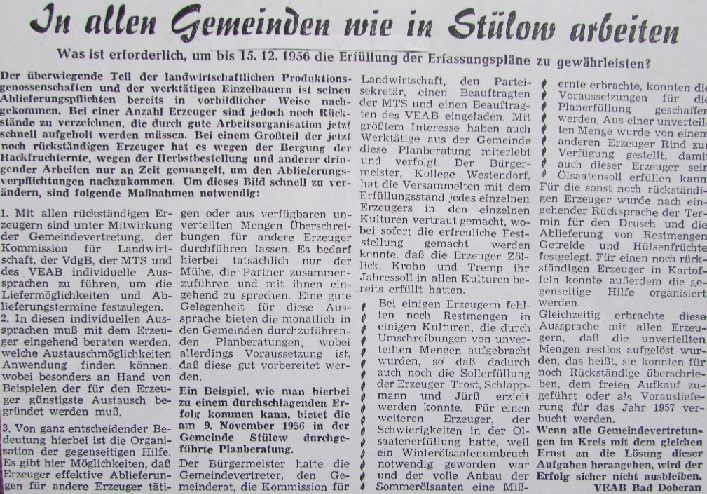 In allen Gemeinden wie in Stülow arbeiten
Was ist erforderlich, um bis 15. 12. 1956 die Erfüllung der Erfassungspläne zu gewährleisten?
Der überwiegende Teil der landwirtschaftlichen Produktions-
genossenschaften und der werktätigen Einzelbauern ist seinen
Ablieferungspflichten bereits in vorbildlicher Weise nach-
gekommen. Bei einer Anzahl Erzeuger sind jedoch noch Rück-
stände zu verzeichnen, die durch gute Arbeitsorganisation jetzt
schnell aufgeholt werden müssen. Bei einem Großteil der jetzt
noch rückständigen Erzeuger hat es wegen der Bergung der
Hackfruchternte, wegen der Herbstbestellung und anderer drin-
gender Arbeiten nur an Zeit gemangelt, um den Ablieferungs-
verpflichtungen nachzukommen. Um dieses Bild schnell zu ver-
ändern, sind folgende Maßnahmen notwendig:
1. Mit allen rückständigen Er-
zeugern sind unter Mitwirkung
der Gemeindevertretung, der
Kommission für Landwirt-
schaft, der VdgB, der MTS und
des VEAB individuelle Aus-
sprachen zu führen, um die
Liefermöglichkeiten und Ab-
lieferungstermine festzulegen.
2. In diesen individuellen Aus-
sprachen muß mit dem Erzeu-
ger eingehend beraten werden,
welche Austauschmöglichkeiten
Anwendung finden können,
wobei besonders an Hand von
Beispielen der für den Erzeu-
ger günstigste Austausch be-
gründet werden muß.
3. Von ganz entscheidender Be-
deutung hierbei ist die Organi-
sation der gegenseitigen Hilfe.
Es gibt hier Möglichkeiten, daß
Erzeuger effektive Ablieferun-
gen für andere Erzeuger täti-
gen oder aus verfügbaren un-
verteilten Mengen Überschrei-
bungen für andere Erzeuger
durchführen lassen. Es bedarf
hierbei tatsächlich nur der
Mühe, die Partner zusammen-
zuführen und mit ihnen ein-
gehend zu sprechen. Eine gute
Gelegenheit für diese Aus-
sprache bieten die monatlich in
den Gemeinden durchzuführen-
den Planberatungen, wobei
allerdings Voraussetzung ist,
daß diese gut vorbereitet wer-
den.
Ein Beispiel, wie man hierbei
zu einem durchschlagenden Er-
folg kommen kann, bietet die
am 9. November 1956 in der
Gemeinde Stülow durchge-
führte Planberatung.
Der Bürgermeister hatte die
Gemeindevertreter, den Ge-
meinderat, die Kommission für
Landwirtschaft, den Partei-
sekretär, einen Beauftragten
der MTS und einen Beauftrag-
ten des VEAB eingeladen. Mit
größtem Interesse haben auch
Werktätige aus der Gemeinde
diese Planberatung miterlebt
und verfolgt. Der Bürger-
meister, Kollege Westendorf,
hat die Versammelten mit dem
Erfüllungsstand jedes einzelnen
Erzeugers in den einzelnen
Kulturen vertraut gemacht, wo-
bei sofort die erfreuliche Fest-
stellung gemacht werden
konnte, daß die Erzeuger Zöl-
lick, Krohn und Tremp ihr
Jahressoll in allen Kulturen be-
reits erfüllt hatten.
Bei einigen Erzeugern fehl-
ten noch Restmengen in
einigen Kulturen, die durch
Umschreibungen von unver-
teilten Mengen aufgebracht
wurden, so daß dadurch
auch noch die Sollerfüllung
der Erzeuger Trost, Schlapp-
mann und Jürß erzielt
werden konnte. Für einen
weiteren Erzeuger, der
Schwierigkeiten in der Öl-
saatenerfüllung hatte, weil
ein Winterölsaatenumbruch
notwendig geworden war
und der volle Anbau der
Sommerölsaaten eine Miß-
ernte erbrachte, konnten die
Voraussetzungen für die
Planerfüllung geschaffen
werden. Aus einer unverteil-
ten Menge wurde von einem
anderen Erzeuger Rind zur
Verfügung gestellt, damit
auch dieser Erzeuger sein
Ölsaatensoll erfüllen kann.
Für die sonst noch rückständi-
gen Erzeuger wurde nach ein-
gehender Rücksprache der Ter-
min für den Drusch und die
Ablieferung von Restmengen
Getreide und Hülsenfrüchte
festgelegt. Für einen noch rück-
ständigen Erzeuger in Kartof-
feln konnte außerdem die ge-
genseitige Hilfe organisiert
werden.
Gleichzeitig erbrachte diese
Aussprache mit allen Erzeu-
gern, daß die unverteilten
Mengen restlos aufgelöst wur-
den, das heißt, sie konnten für
noch Rückständige überschrie-
ben, dem freien Aufkauf zu-
geführt oder als Vorausliefe-
rung für das Jahr 1957 ver-
bucht werden.
Wenn alle Gemeindevertretun-
gen im Kreis mit dem gleichen
Ernst an die Lösung dieser
Aufgaben herangehen, wird der
Erfolg sicher nicht ausbleiben.
VEAB Bad Doberan